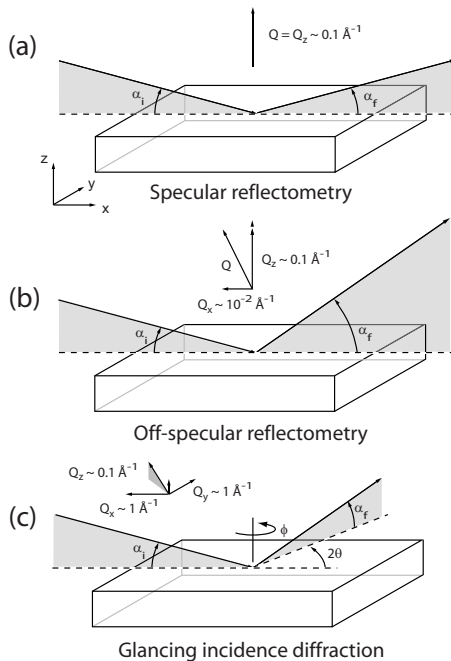 (a)
Q = Q_z ~ 0.1 Å⁻¹
α_i
α_f
z
y
x
Specular reflectometry
(b)
Q
Q_z ~ 0.1 Å⁻¹
Q_x ~ 10⁻² Å⁻¹
α_i
α_f
Off-specular reflectometry
(c)
Q_z ~ 0.1 Å⁻¹
Q_y ~ 1 Å⁻¹
Q_x ~ 1 Å⁻¹
ϕ
α_i
α_f
2θ
Glancing incidence diffraction